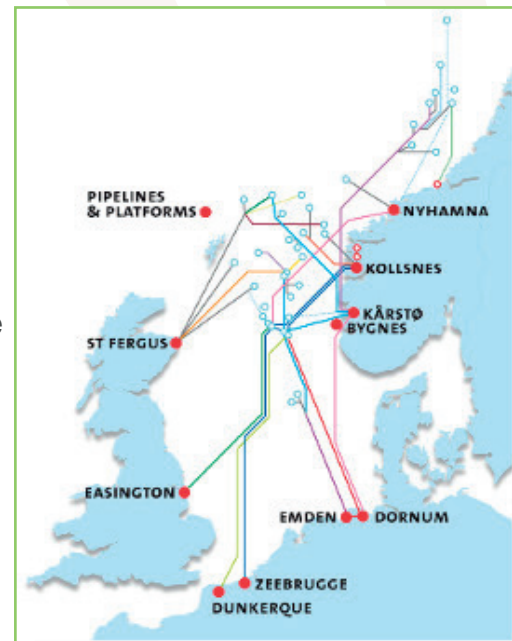 PIPELINES
& PLATFORMS
NYHAMNA
KOLLSNES
KÅRSTØ
BYGNES
e
ST FERGUS
EASINGTON
EMDEN
DORNUM
ZEEBRUGGE
DUNKERQUE